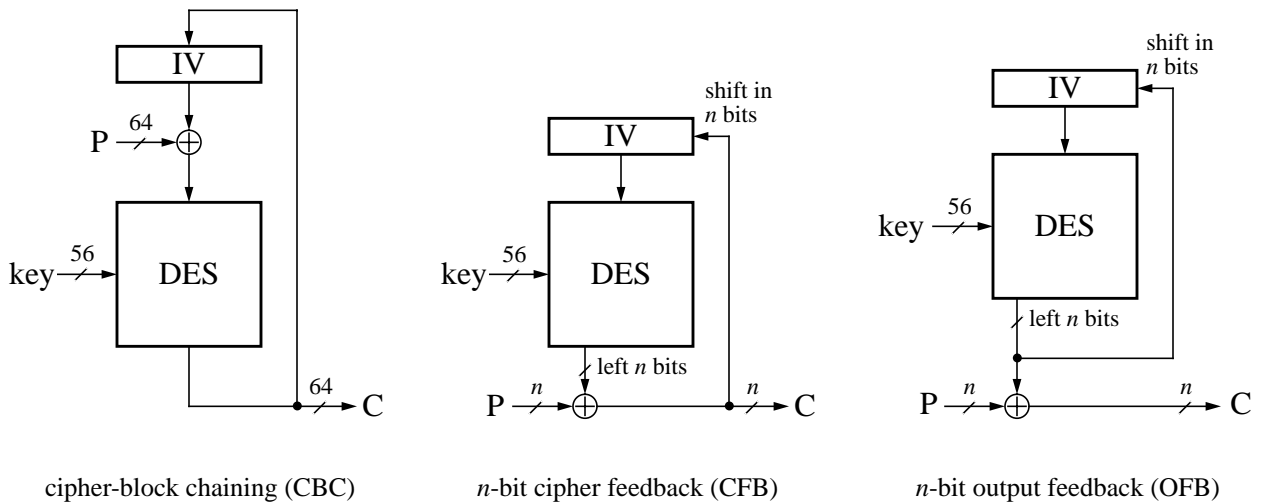 IV
64
P
56
key
DES
64
C
cipher-block chaining (CBC)
shift in
n bits
IV
56
key
DES
left n bits
P
n
n
C
n-bit cipher feedback (CFB)
shift in
n bits
IV
56
key
DES
left n bits
P
n
n
C
n-bit output feedback (OFB)